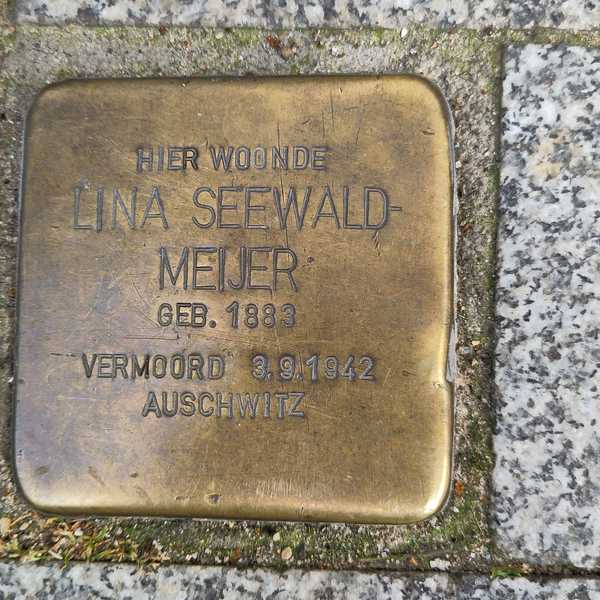 HIER WOONDE
LINA SEEWALD-
MEIJER
GEB. 1883
VERMOORD 3.9.1942
AUSCHWITZ